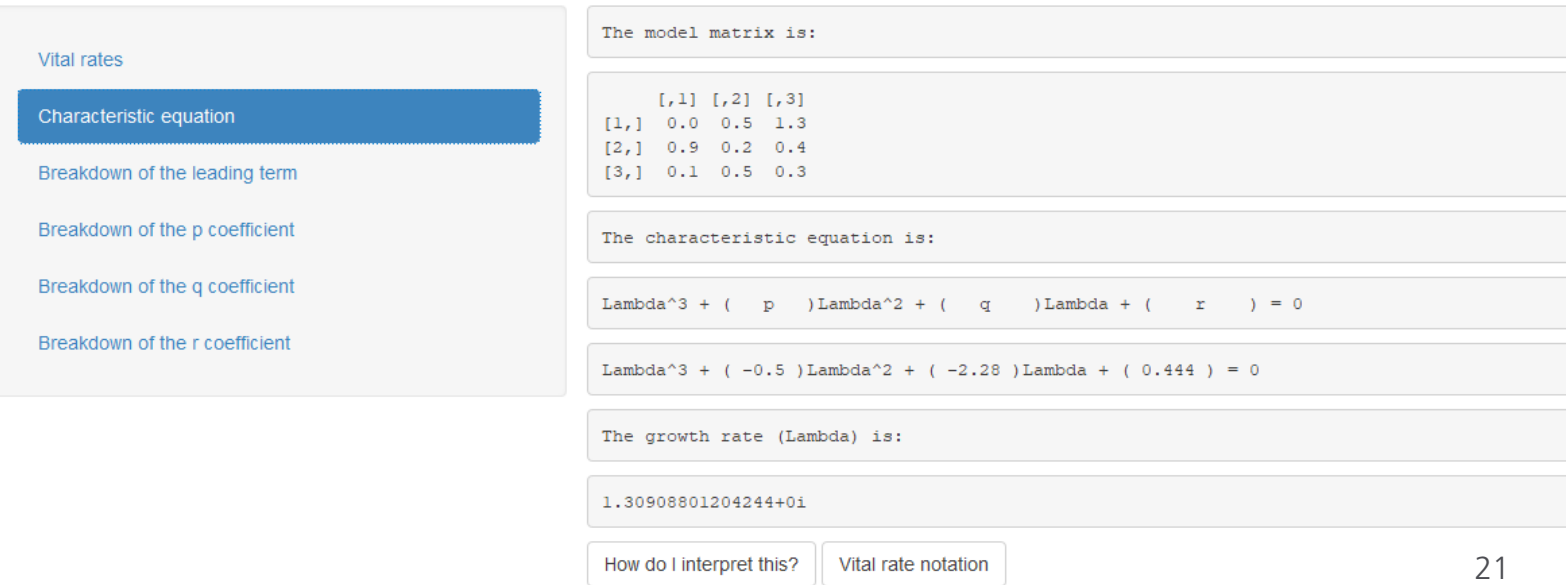 Vital rates
Characteristic equation
Breakdown of the leading term
Breakdown of the p coefficient
Breakdown of the q coefficient
Breakdown of the r coefficient
The model matrix is:
[,1] [,2] [,3]
[1,] 0.0 0.5 1.3
[2,] 0.9 0.2 0.4
[3,] 0.1 0.5 0.3
The characteristic equation is:
Lambda^3 + ( p )Lambda^2 + ( q )Lambda + ( r ) = 0
Lambda^3 + ( -0.5 )Lambda^2 + ( -2.28 )Lambda + ( 0.444 ) = 0
The growth rate (Lambda) is:
1.30908801204244+0i
How do I interpret this? Vital rate notation
21